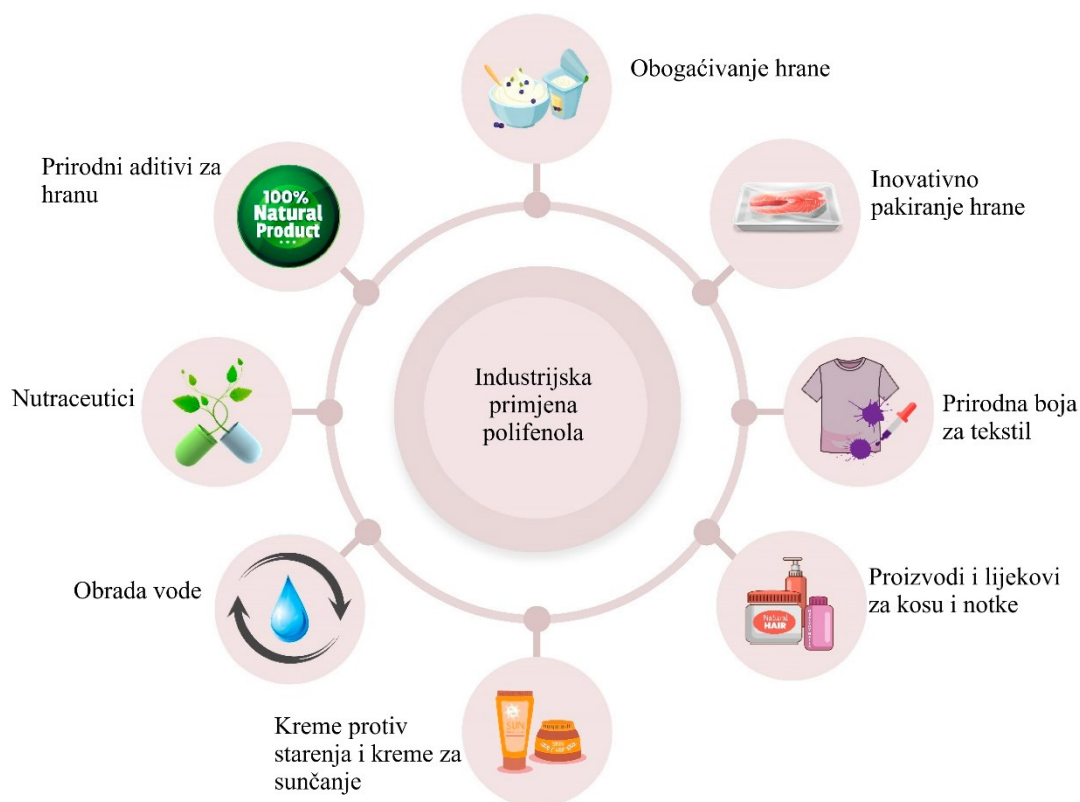 Obogaćivanje hrane
Prirodni aditivi za
hranu
100%
Natural
Product
Inovativno
pakiranje hrane
Nutraceutici
Industrijska
primjena
polifenola
Prirodna boja
za tekstil
Obrada vode
Proizvodi i lijekovi
za kosu i notke
Natural
HAIR
Kreme protiv
starenja i kreme za
sunčanje
SUN